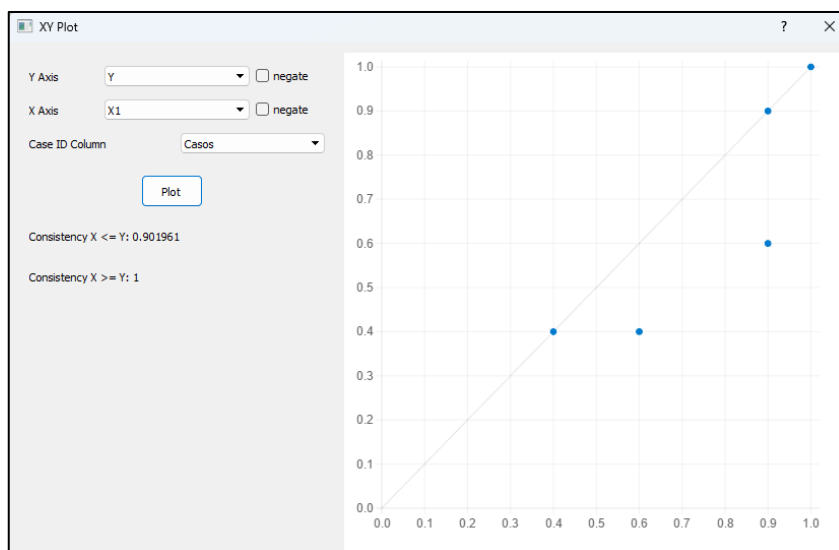 XY Plot ? ×
Y Axis Y negate
X Axis X1 negate
Case ID Column Casos
Plot
Consistency X <= Y: 0.901961
Consistency X >= Y: 1
1.0
0.9
0.8
0.7
0.6
0.5
0.4
0.3
0.2
0.1
0.0
0.0 0.1 0.2 0.3 0.4 0.5 0.6 0.7 0.8 0.9 1.0